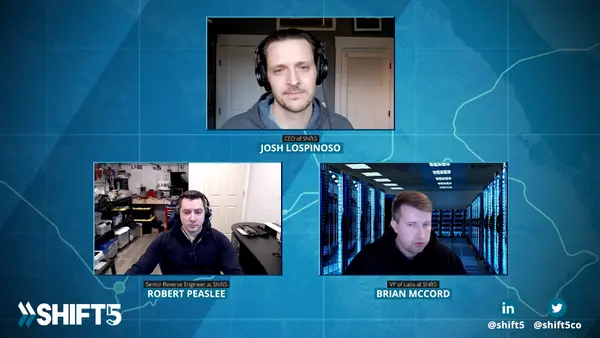 CEO of Shift5
JOSH LOSPINOSO
Senior Reverse Engineer at Shift5
ROBERT PEASLEE
VP of Labs at Shift5
BRIAN MCCORD
SHIFT5
@shift5
@shift5co